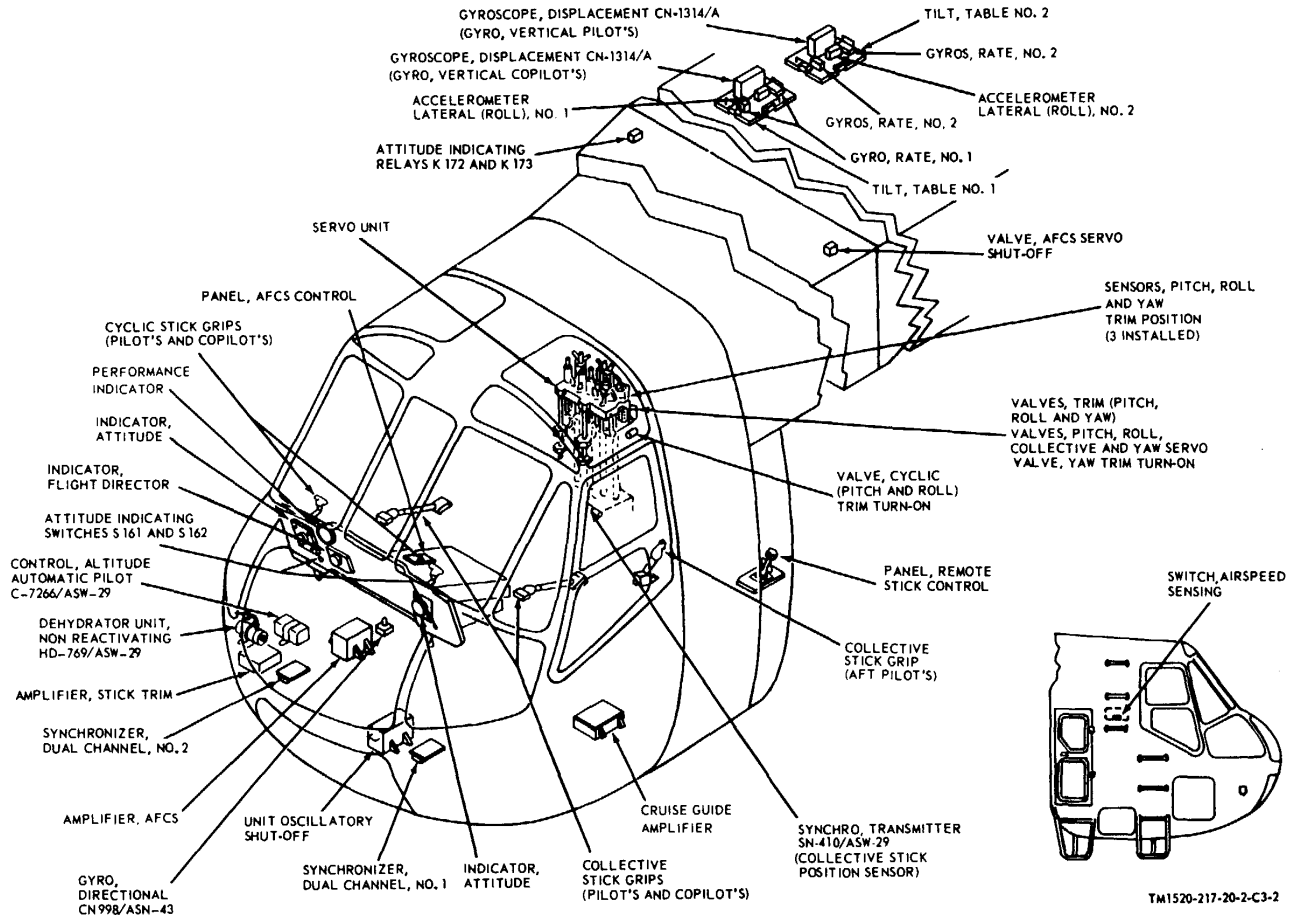 GYROSCOPE, DISPLACEMENT CN-1314/A
(GYRO, VERTICAL PILOT'S)
GYROSCOPE, DISPLACEMENT CN-1314/A
(GYRO, VERTICAL COPILOT'S)
ACCELEROMETER
LATERAL (ROLL), NO. 1
ATTITUDE INDICATING
RELAYS K 172 AND K 173
TILT, TABLE NO. 2
GYROS, RATE, NO. 2
ACCELEROMETER
LATERAL (ROLL), NO. 2
GYROS, RATE, NO. 2
GYRO, RATE, NO. 1
TILT, TABLE NO. 1
SERVO UNIT
VALVE, AFCS SERVO
SHUT-OFF
PANEL, AFCS CONTROL
SENSORS, PITCH, ROLL
AND YAW
TRIM POSITION
(3 INSTALLED)
CYCLIC STICK GRIPS
(PILOT'S AND COPILOT'S)
PERFORMANCE
INDICATOR
INDICATOR,
ATTITUDE
VALVES, TRIM (PITCH,
ROLL AND YAW)
VALVES, PITCH, ROLL,
COLLECTIVE AND YAW SERVO
VALVE, YAW TRIM TURN-ON
INDICATOR,
FLIGHT DIRECTOR
VALVE, CYCLIC
(PITCH AND ROLL)
TRIM TURN-ON
ATTITUDE INDICATING
SWITCHES S 161 AND S 162
CONTROL, ALTITUDE
AUTOMATIC PILOT
C-7266/ASW-29
PANEL, REMOTE
STICK CONTROL
SWITCH, AIRSPEED
SENSING
DEHYDRATOR UNIT,
NON REACTIVATING
HD-769/ASW-29
COLLECTIVE
STICK GRIP
(AFT PILOT'S)
AMPLIFIER, STICK TRIM
SYNCHRONIZER,
DUAL CHANNEL, NO. 2
AMPLIFIER, AFCS
UNIT OSCILLATORY
SHUT-OFF
CRUISE GUIDE
AMPLIFIER
SYNCHRO, TRANSMITTER
SN-410/ASW-29
(COLLECTIVE STICK
POSITION SENSOR)
GYRO,
DIRECTIONAL
CN 998/ASN-43
SYNCHRONIZER,
DUAL CHANNEL, NO. 1
INDICATOR,
ATTITUDE
COLLECTIVE
STICK GRIPS
(PILOT'S AND COPILOT'S)
TM1520-217-20-2-C3-2